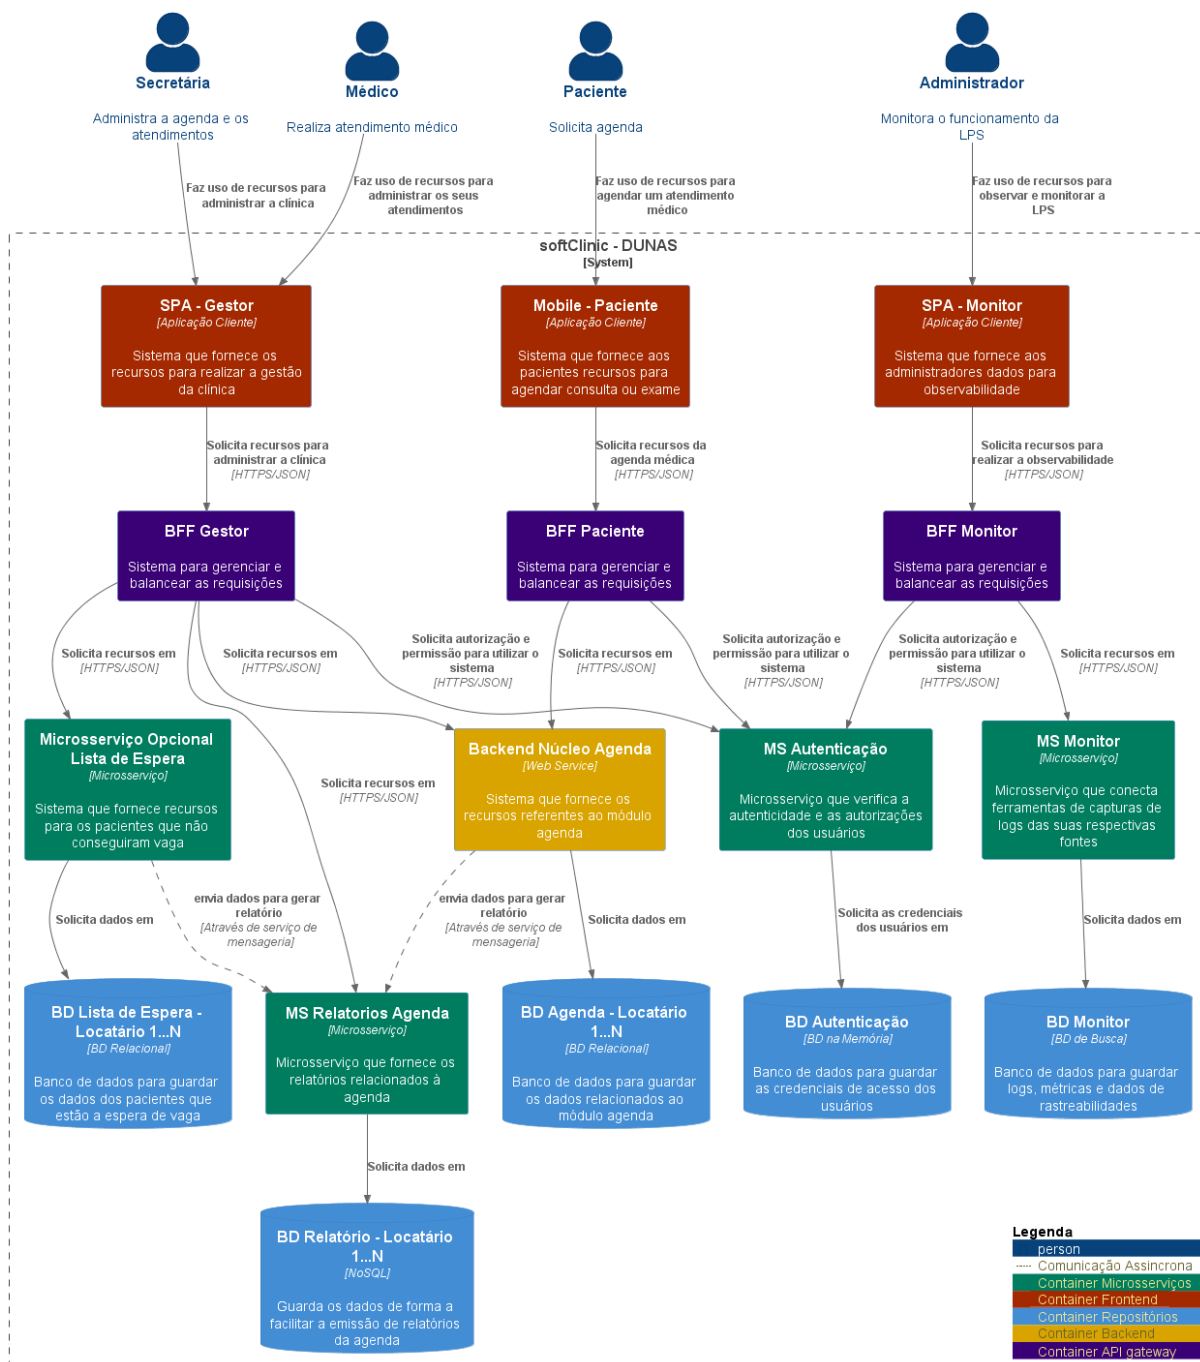 Secretária
Administra a agenda e os
atendimentos
Médico
Realiza atendimento médico
Paciente
Solicita agenda
Administrador
Monitora o funcionamento da
LPS
Faz uso de recursos para
administrar a clínica
Faz uso de recursos para
administrar os seus
atendimentos
Faz uso de recursos para
agendar um atendimento
médico
Faz uso de recursos para
observar e monitorar a
LPS
softClinic - DUNAS
[System]
SPA - Gestor
[Aplicação Cliente]
Sistema que fornece os
recursos para realizar a gestão
da clínica
Mobile - Paciente
[Aplicação Cliente]
Sistema que fornece aos
pacientes recursos para
agendar consulta ou exame
SPA - Monitor
[Aplicação Cliente]
Sistema que fornece aos
administradores dados para
observabilidade
Solicita recursos para
administrar a clínica
[HTTPS/JSON]
Solicita recursos da
agenda médica
[HTTPS/JSON]
Solicita recursos para
realizar a observabilidade
[HTTPS/JSON]
BFF Gestor
Sistema para gerenciar e
balancear as requisições
BFF Paciente
Sistema para gerenciar e
balancear as requisições
BFF Monitor
Sistema para gerenciar e
balancear as requisições
Solicita recursos em
[HTTPS/JSON]
Solicita recursos em
[HTTPS/JSON]
Solicita autorização e
permissão para utilizar o
sistema
[HTTPS/JSON]
Solicita recursos em
[HTTPS/JSON]
Solicita autorização e
permissão para utilizar o
sistema
[HTTPS/JSON]
Solicita autorização e
permissão para utilizar o
sistema
[HTTPS/JSON]
Solicita recursos em
[HTTPS/JSON]
Microsserviço Opcional
Lista de Espera
[Microsserviço]
Sistema que fornece recursos
para os pacientes que não
conseguiram vaga
Solicita recursos em
[HTTPS/JSON]
Backend Núcleo Agenda
[Web Service]
Sistema que fornece os
recursos referentes ao módulo
agenda
MS Autenticação
[Microsserviço]
Microsserviço que verifica a
autenticidade e as autorizações
dos usuários
MS Monitor
[Microsserviço]
Microsserviço que conecta
ferramentas de capturas de
logs das suas respectivas
fontes
Solicita dados em
envia dados para gerar
relatório
[Através de serviço de
mensageria]
envia dados para gerar
relatório
[Através de serviço de
mensageria]
Solicita dados em
Solicita as credenciais
dos usuários em
Solicita dados em
BD Lista de Espera -
Locatário 1...N
[BD Relacional]
Banco de dados para guardar
os dados dos pacientes que
estão a espera de vaga
MS Relatorios Agenda
[Microsserviço]
Microsserviço que fornece os
relatórios relacionados à
agenda
BD Agenda - Locatário
1...N
[BD Relacional]
Banco de dados para guardar
os dados relacionados ao
módulo agenda
BD Autenticação
[BD na Memória]
Banco de dados para guardar
as credenciais de acesso dos
usuários
BD Monitor
[BD de Busca]
Banco de dados para guardar
logs, métricas e dados de
rastreabilidades
Solicita dados em
BD Relatório - Locatário
1...N
[NoSQL]
Guarda os dados de forma a
facilitar a emissão de relatórios
da agenda
Legenda
person
Comunicação Assincrona
Container Microsserviços
Container Frontend
Container Repositórios
Container Backend
Container API gateway